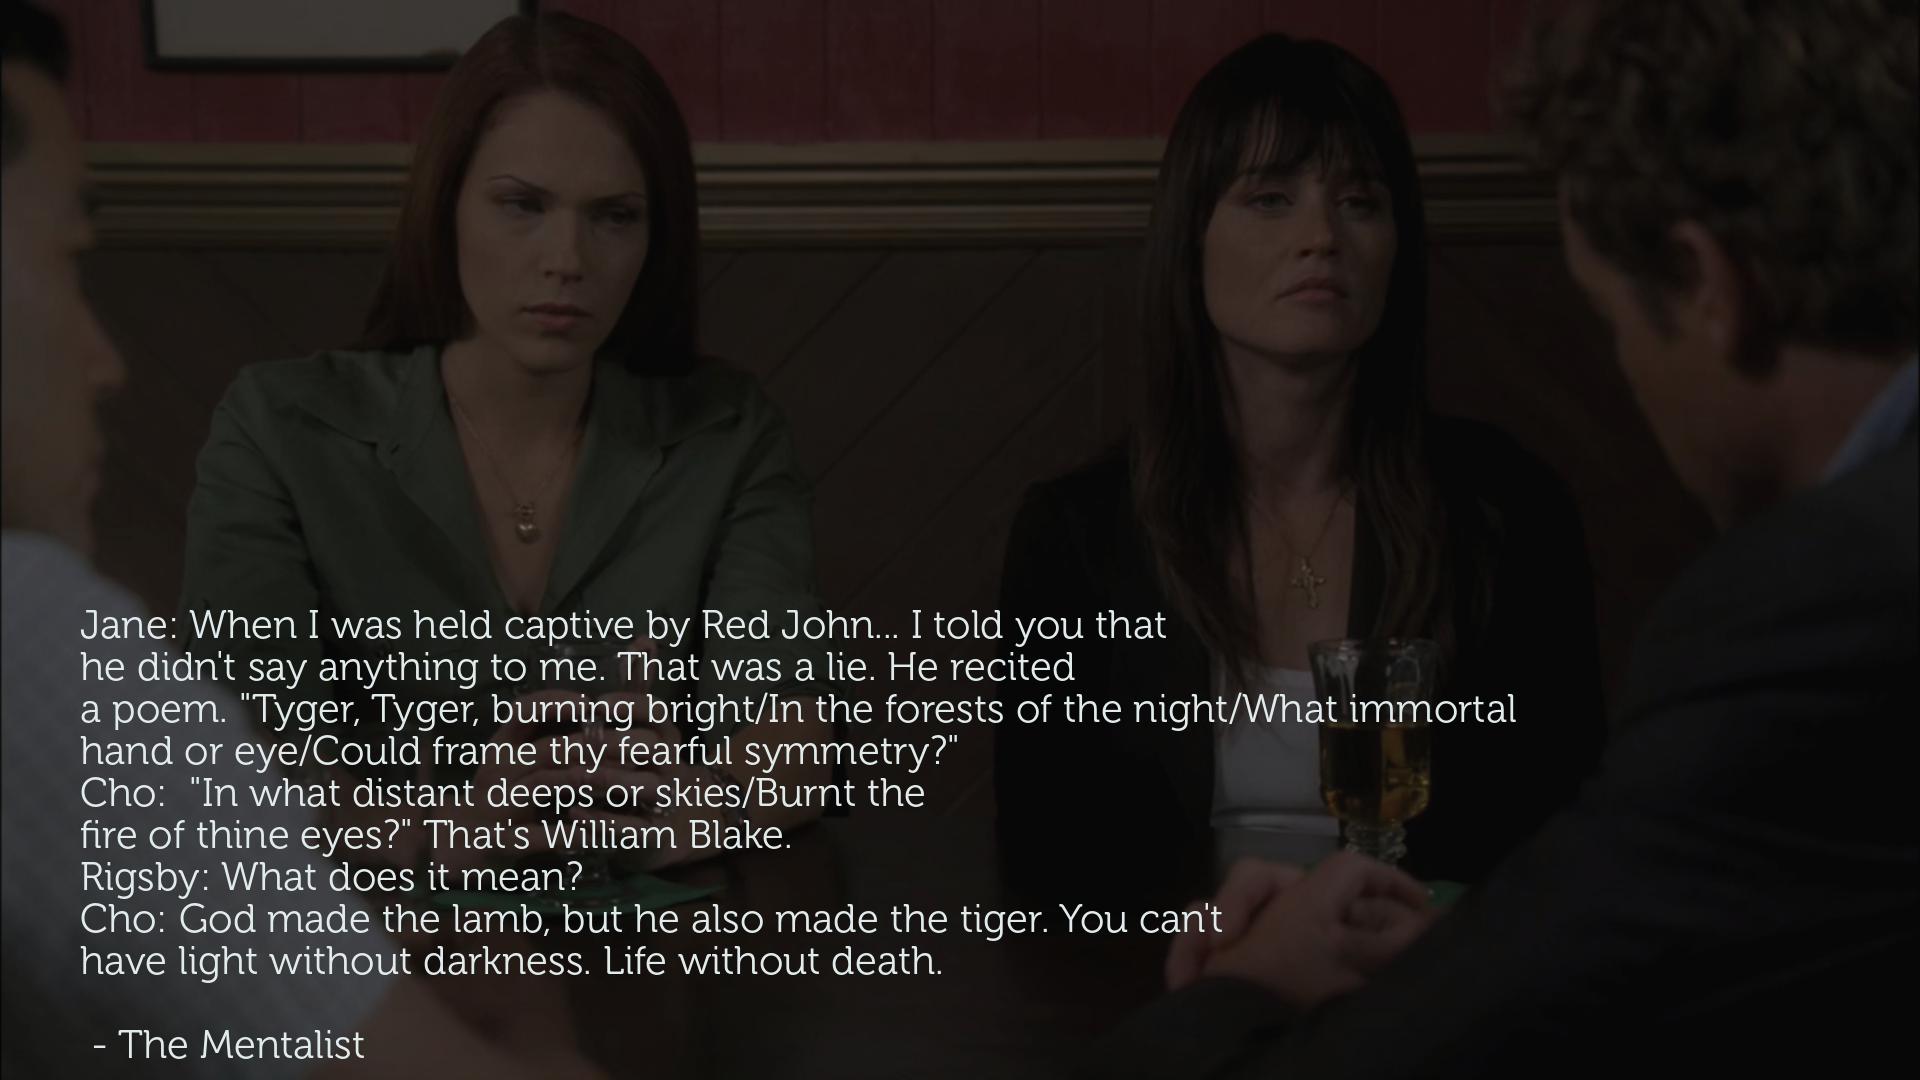 Jane: When I was held captive by Red John... I told you that
he didn't say anything to me. That was a lie. He recited
a poem. "Tyger, Tyger, burning bright/In the forests of the night/What immortal
hand or eye/Could frame thy fearful symmetry?"
Cho:  "In what distant deeps or skies/Burnt the
fire of thine eyes?" That's William Blake.
Rigsby: What does it mean?
Cho: God made the lamb, but he also made the tiger. You can't
have light without darkness. Life without death.
- The Mentalist